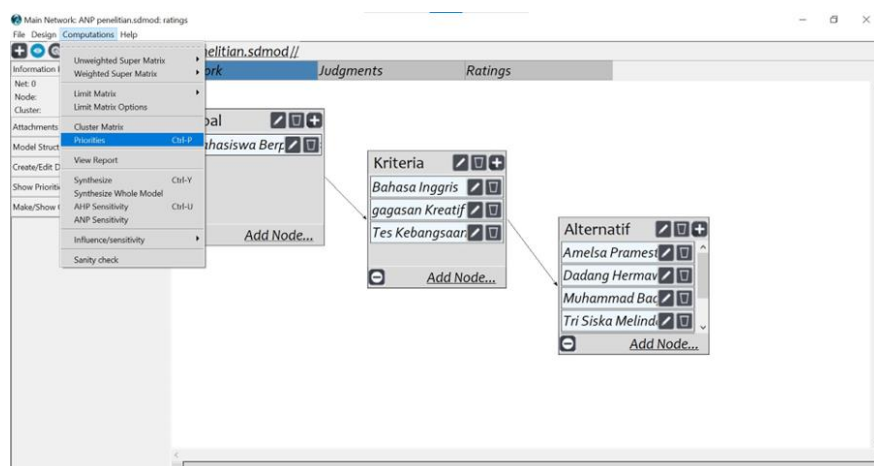 Main Network: ANP penelitian.sdmod: ratings
File Design Computations Help
elitian.sdmod//
Information
Net: 0
Node:
Cluster:
Attachments
Model Struct
Create/Edit D
Show Prioriti
Make/Show
Unweighted Super Matrix
Weighted Super Matrix
Limit Matrix
Limit Matrix Options
Cluster Matrix
Priorities Ctrl-P
View Report
Synthesize Ctrl-Y
Synthesize Whole Model
AHP Sensitivity Ctrl-U
ANP Sensitivity
Influence/sensitivity
Sanity check
ork Judgments Ratings
oal
ahasiswa Berp
Add Node...
Kriteria
Bahasa Inggris
gagasan Kreatif
Tes Kebangsaan
Add Node...
Alternatif
Amelsa Pramest
Dadang Hermav
Muhammad Bac
Tri Siska Melind
Add Node...